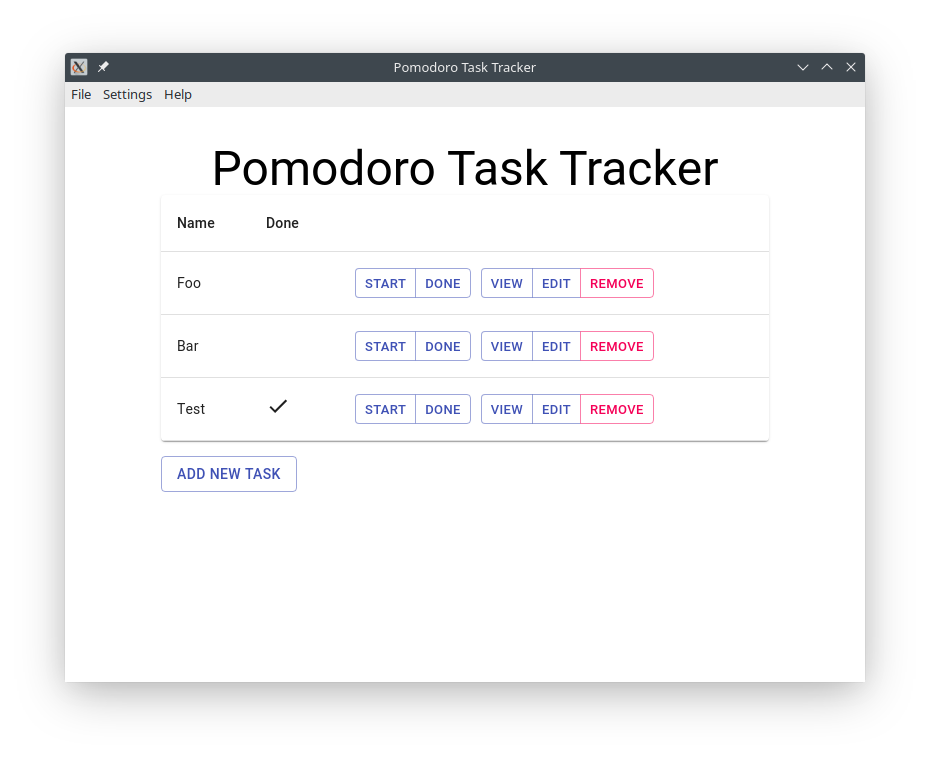 Pomodoro Task Tracker
File Settings Help
Pomodoro Task Tracker
Name Done
Foo START DONE VIEW EDIT REMOVE
Bar START DONE VIEW EDIT REMOVE
Test START DONE VIEW EDIT REMOVE
ADD NEW TASK